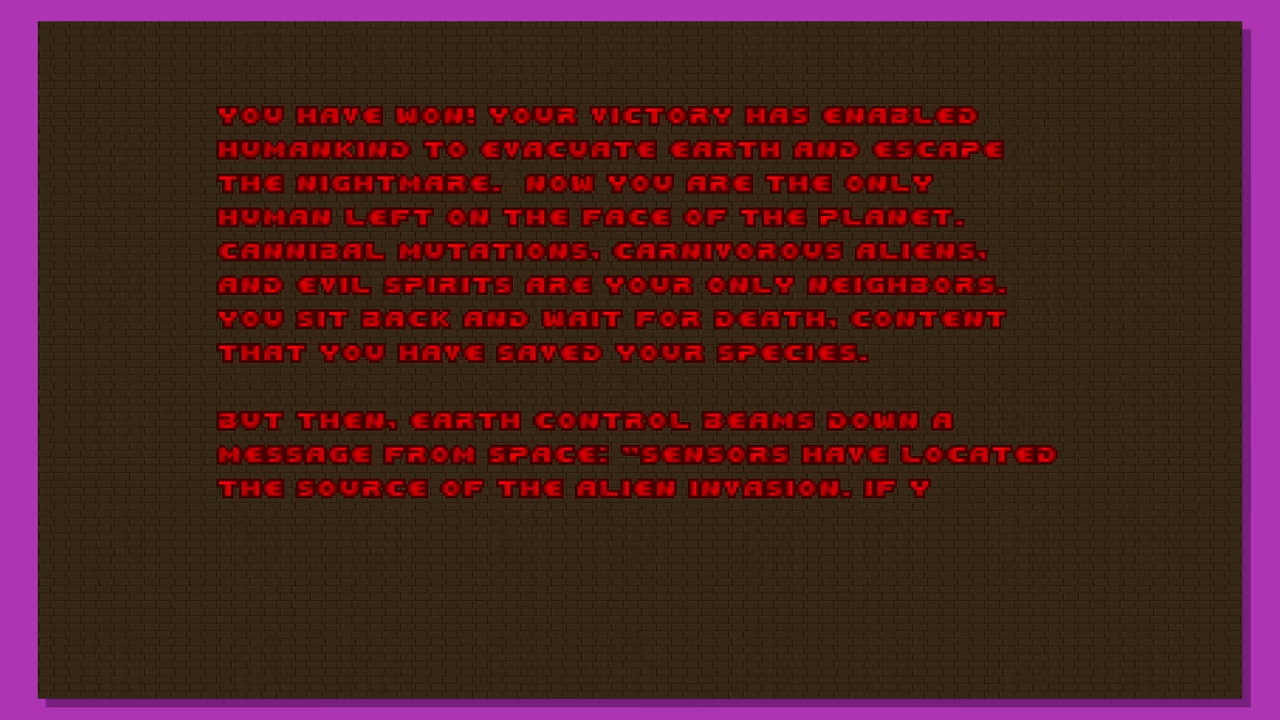 YOU HAVE WON! YOUR VICTORY HAS ENABLED
HUMANKIND TO EVACUATE EARTH AND ESCAPE
THE NIGHTMARE.  NOW YOU ARE THE ONLY
HUMAN LEFT ON THE FACE OF THE PLANET.
CANNIBAL MUTATIONS, CARNIVOROUS ALIENS,
AND EVIL SPIRITS ARE YOUR ONLY NEIGHBORS.
YOU SIT BACK AND WAIT FOR DEATH, CONTENT
THAT YOU HAVE SAVED YOUR SPECIES.

BUT THEN, EARTH CONTROL BEAMS DOWN A
MESSAGE FROM SPACE: "SENSORS HAVE LOCATED
THE SOURCE OF THE ALIEN INVASION. IF Y